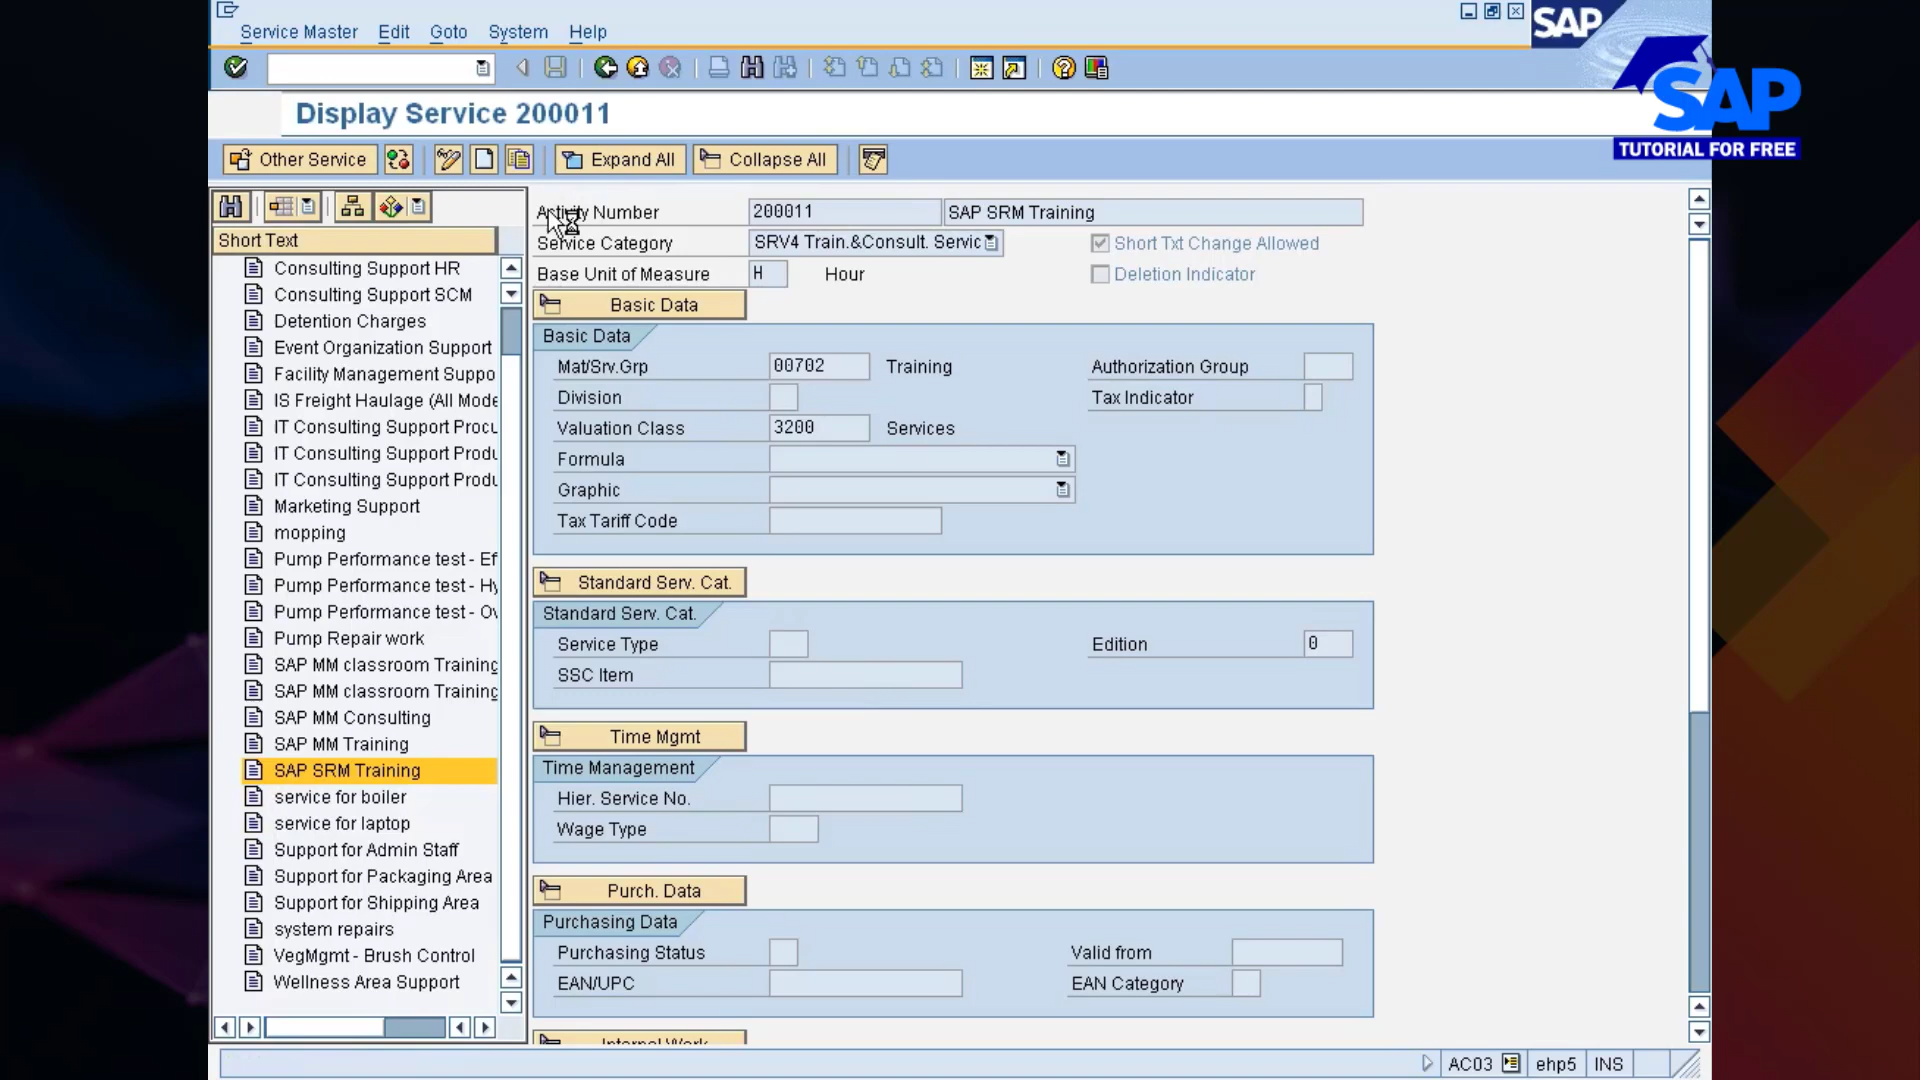 Service Master Edit Goto System Help
SAP
SAP
TUTORIAL FOR FREE
Display Service 200011
Other Service Expand All Collapse All
Short Text
Consulting Support HR
Consulting Support SCM
Detention Charges
Event Organization Support
Facility Management Suppo
IS Freight Haulage (All Mode
IT Consulting Support Procu
IT Consulting Support Produ
IT Consulting Support Produ
Marketing Support
mopping
Pump Performance test - Ef
Pump Performance test - Hy
Pump Performance test - Ov
Pump Repair work
SAP MM classroom Training
SAP MM classroom Training
SAP MM Consulting
SAP MM Training
SAP SRM Training
service for boiler
service for laptop
Support for Admin Staff
Support for Packaging Area
Support for Shipping Area
system repairs
VegMgmt - Brush Control
Wellness Area Support
Activity Number 200011 SAP SRM Training
Service Category SRV4 Train.&Consult. Servic Short Txt Change Allowed
Base Unit of Measure H Hour Deletion Indicator
Basic Data
Basic Data
Mat/Srv.Grp 00702 Training Authorization Group
Division Tax Indicator
Valuation Class 3200 Services
Formula
Graphic
Tax Tariff Code
Standard Serv. Cat.
Standard Serv. Cat.
Service Type Edition 0
SSC Item
Time Mgmt
Time Management
Hier. Service No.
Wage Type
Purch. Data
Purchasing Data
Purchasing Status Valid from
EAN/UPC EAN Category
Internal Work
AC03 ehp5 INS